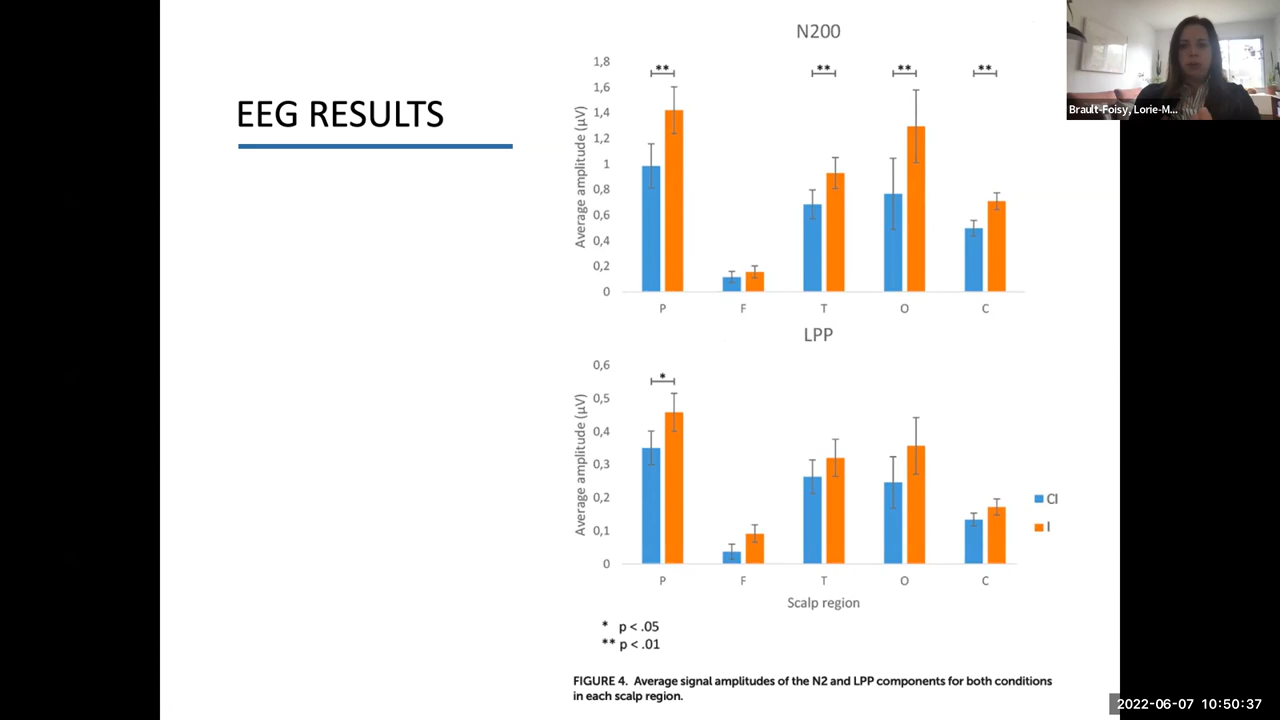 EEG RESULTS
N200
Average amplitude (µV)
1,8
1,6
1,4
1,2
1
0,8
0,6
0,4
0,2
0
** ** ** **
P F T O C
LPP
Average amplitude (µV)
0,6
0,5
0,4
0,3
0,2
0,1
0
*
P F T O C
Scalp region
CI
I
* p < .05
** p < .01
FIGURE 4. Average signal amplitudes of the N2 and LPP components for both conditions
in each scalp region.
Brault-Foisy, Lorie-M...
2022-06-07 10:50:37